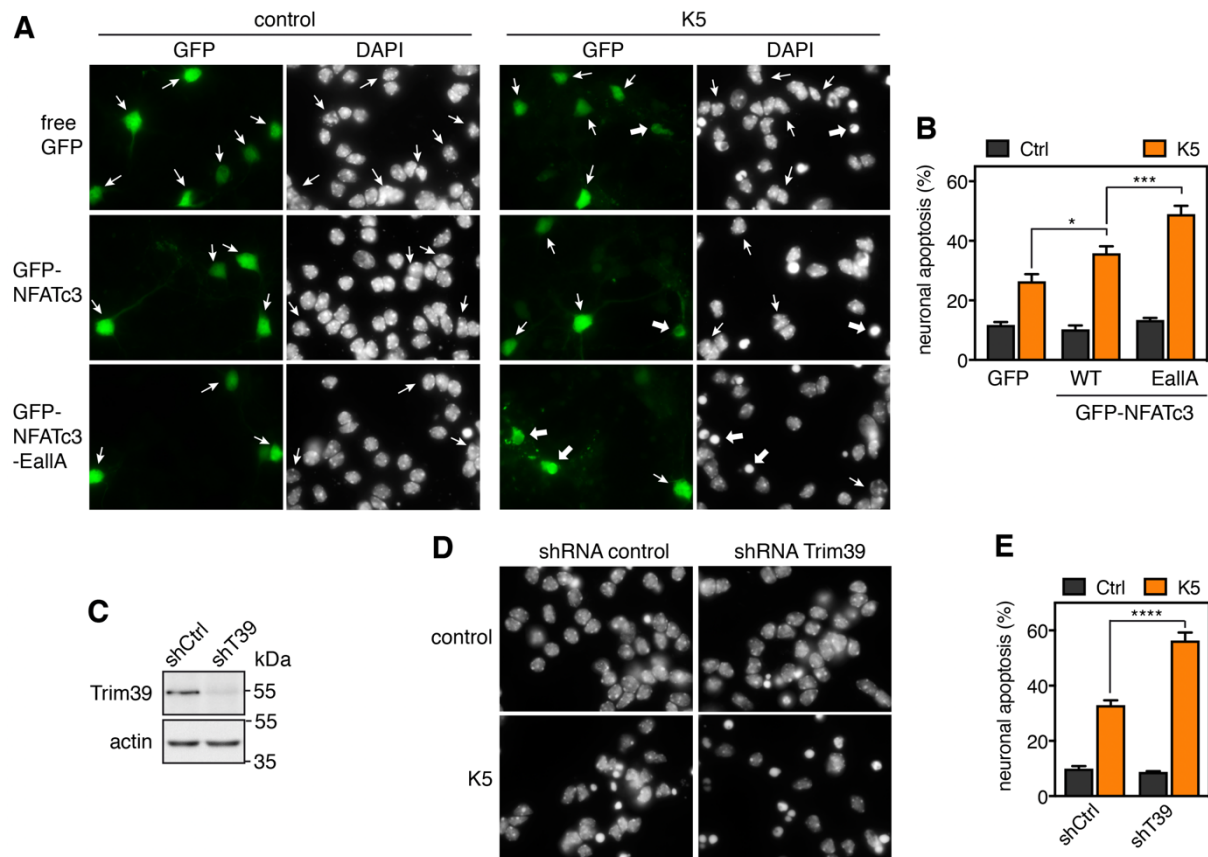 A
control
K5
GFP
DAPI
GFP
DAPI
free
GFP
GFP-
NFATc3
GFP-
NFATc3
-EallA
B
Ctrl
K5
neuronal apoptosis (%)
60
40
20
0
*
***
GFP
WT
EallA
GFP-NFATc3
C
shCtrl
shT39
kDa
Trim39
55
55
actin
35
D
shRNA control
shRNA Trim39
control
K5
E
Ctrl
K5
neuronal apoptosis (%)
60
40
20
0
****
shCtrl
shT39